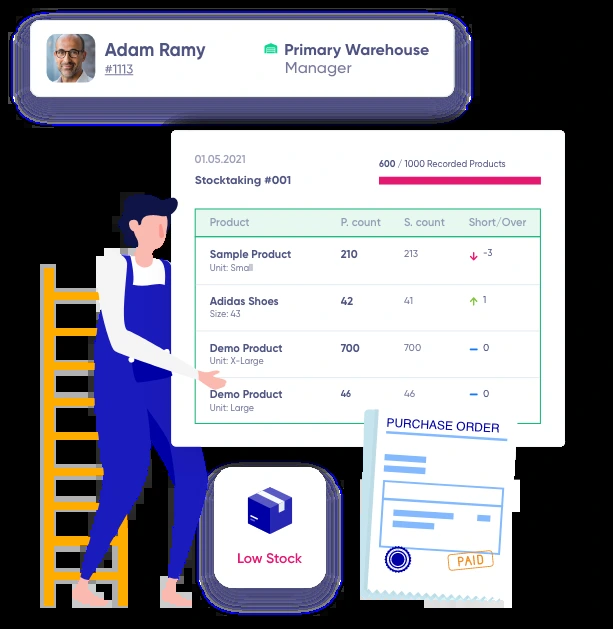 Adam Ramy
#1113
Primary Warehouse
Manager
01.05.2021
Stocktaking #001
600 / 1000 Recorded Products
Product P. count S. count Short/Over
Sample Product 210 213 -3
Unit: Small
Adidas Shoes 42 41 1
Size: 43
Demo Product 700 700 0
Unit: X-Large
Demo Product 46 46 0
Unit: Large
PURCHASE ORDER
PAID
Low Stock